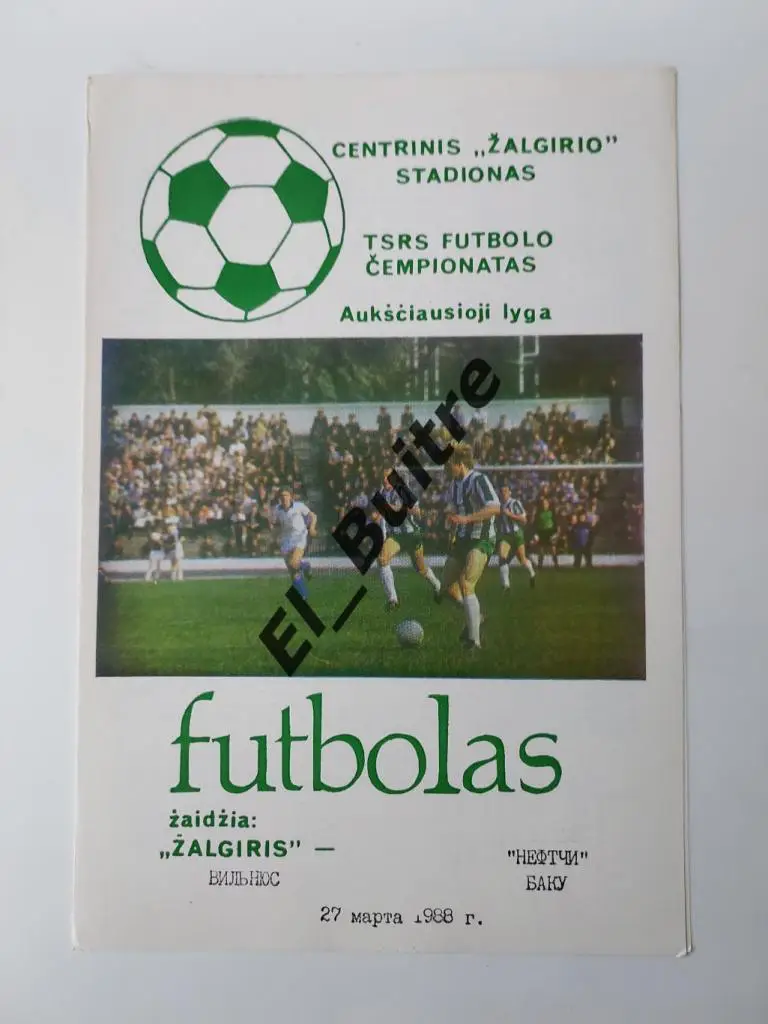 CENTRINIS „ŽALGIRIO”
STADIONAS
TSRS FUTBOLO
ČEMPIONATAS
Aukščiausioji lyga
El_Buitre
futbolas
žaidžia:
„ŽALGIRIS” —
ВИЛЬНЮС
"НЕФТЧИ"
БАКУ
27 марта 1988 г.